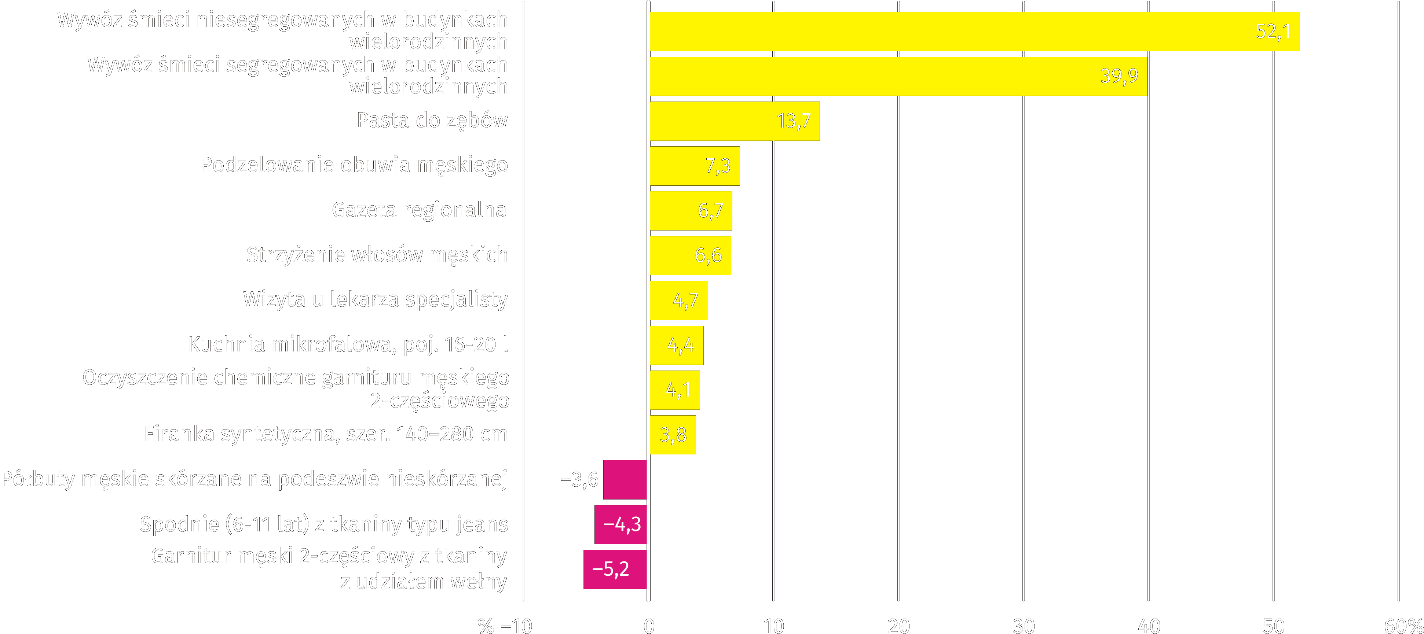 Wywóz śmieci niesegregowanych w budynkach
wielorodzinnych
52,1
Wywóz śmieci segregowanych w budynkach
wielorodzinnych
39,9
Pasta do zębów
13,7
Podzelowanie obuwia męskiego
7,3
Gazeta regionalna
6,7
Strzyżenie włosów męskich
6,6
Wizyta u lekarza specjalisty
4,7
Kuchnia mikrofalowa, poj. 16-20 l
4,4
Oczyszczenie chemiczne garnituru męskiego
2-częściowego
4,1
Firanka syntetyczna, szer. 140–280 cm
3,8
Półbuty męskie skórzane na podeszwie nieskórzanej
–3,6
Spodnie (6-11 lat) z tkaniny typu jeans
–4,3
Garnitur męski 2-częściowy z tkaniny
z udziałem wełny
–5,2
% –10 0 10 20 30 40 50 60%